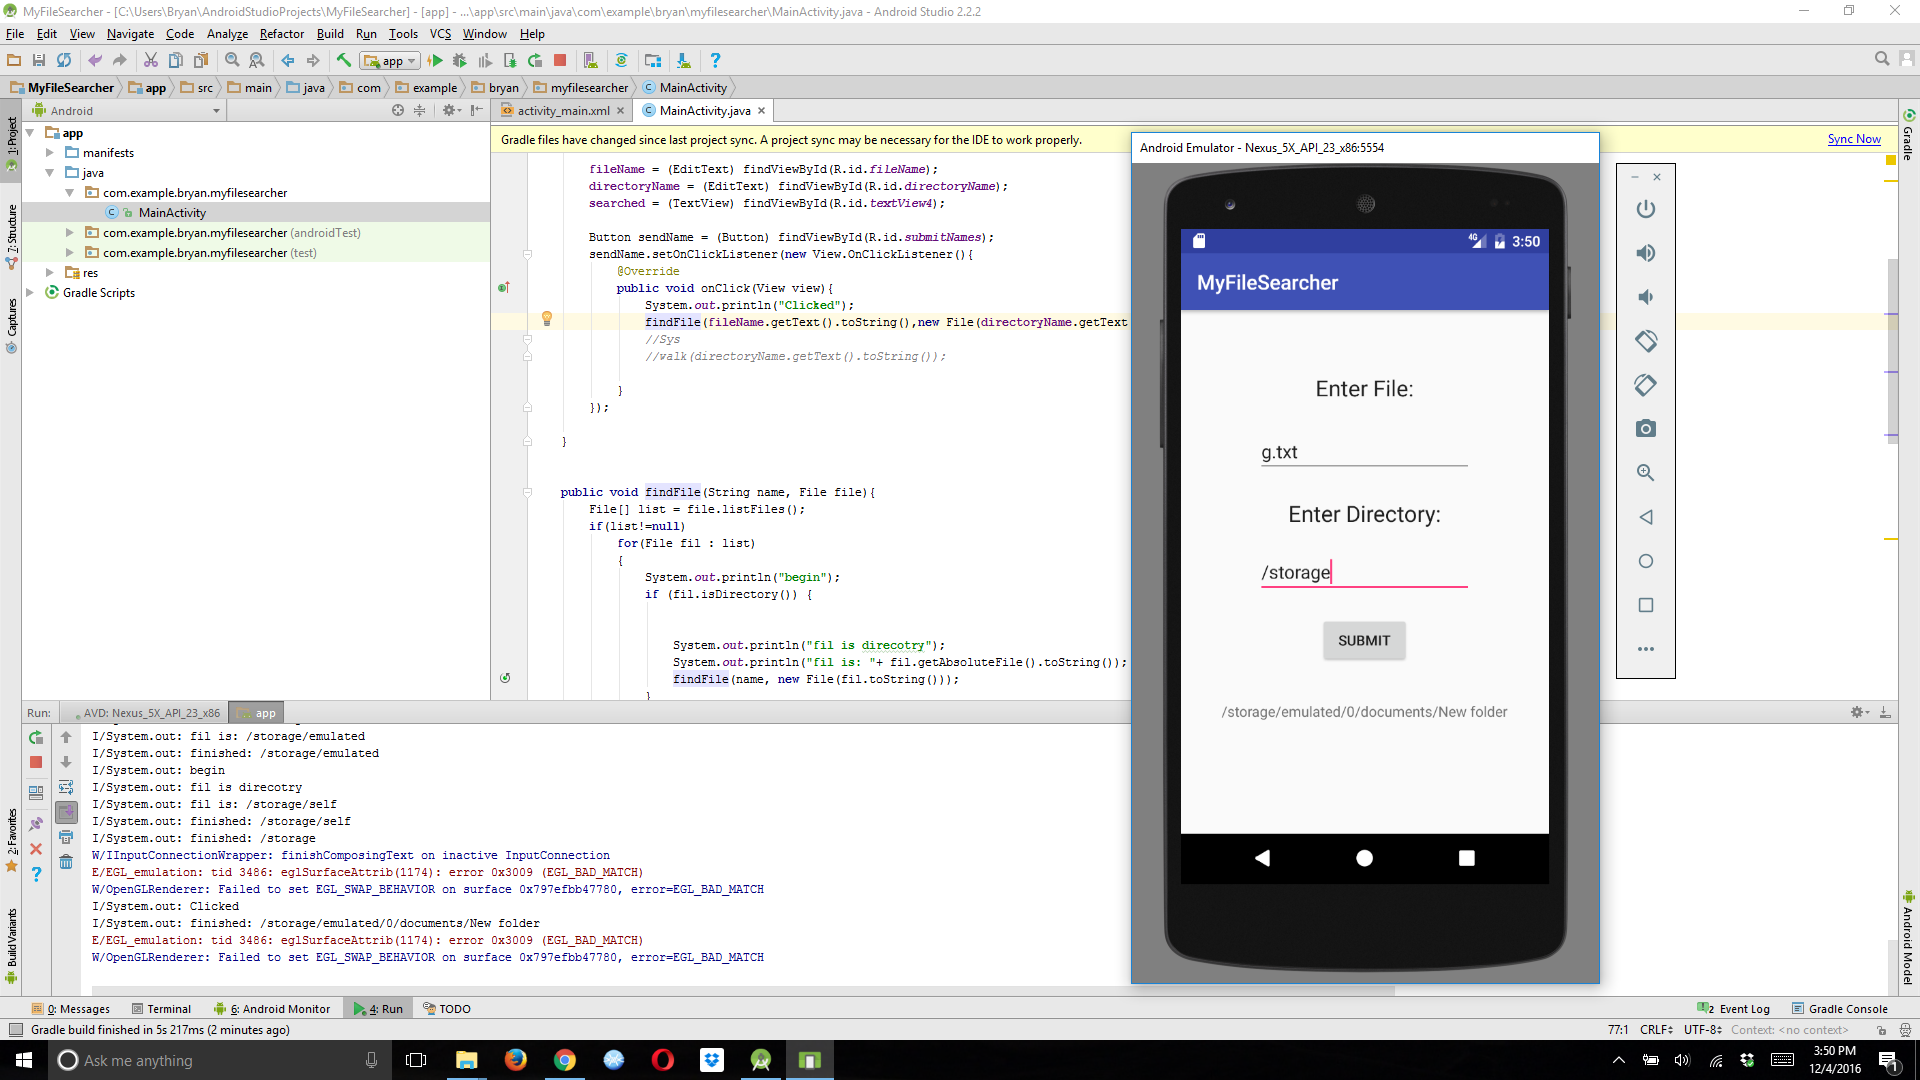 MyFileSearcher - [C:\Users\Bryan\AndroidStudioProjects\MyFileSearcher] - [app] - ...\app\src\main\java\com\example\bryan\myfilesearcher\MainActivity.java - Android Studio 2.2.2
File Edit View Navigate Code Analyze Refactor Build Run Tools VCS Window Help
app
MyFileSearcher app src main java com example bryan myfilesearcher MainActivity
Android
activity_main.xml MainActivity.java
Gradle files have changed since last project sync. A project sync may be necessary for the IDE to work properly.
Sync Now
1: Project
7: Structure
Captures
2: Favorites
Build Variants
app
manifests
java
com.example.bryan.myfilesearcher
MainActivity
com.example.bryan.myfilesearcher (androidTest)
com.example.bryan.myfilesearcher (test)
res
Gradle Scripts
fileName = (EditText) findViewById(R.id.fileName);
directoryName = (EditText) findViewById(R.id.directoryName);
searched = (TextView) findViewById(R.id.textView4);
Button sendName = (Button) findViewById(R.id.submitNames);
sendName.setOnClickListener(new View.OnClickListener(){
@Override
public void onClick(View view){
System.out.println("Clicked");
findFile(fileName.getText().toString(),new File(directoryName.getText
//Sys
//walk(directoryName.getText().toString());
}
});
}
public void findFile(String name, File file){
File[] list = file.listFiles();
if(list!=null)
for(File fil : list)
{
System.out.println("begin");
if (fil.isDirectory()) {
System.out.println("fil is direcotry");
System.out.println("fil is: "+ fil.getAbsoluteFile().toString());
findFile(name, new File(fil.toString()));
}
Android Emulator - Nexus_5X_API_23_x86:5554
4G 3:50
MyFileSearcher
Enter File:
g.txt
Enter Directory:
/storage
SUBMIT
/storage/emulated/0/documents/New folder
Gradle
Android Model
Run: AVD: Nexus_5X_API_23_x86 app
I/System.out: fil is: /storage/emulated
I/System.out: finished: /storage/emulated
I/System.out: begin
I/System.out: fil is direcotry
I/System.out: fil is: /storage/self
I/System.out: finished: /storage/self
I/System.out: finished: /storage
W/IInputConnectionWrapper: finishComposingText on inactive InputConnection
E/EGL_emulation: tid 3486: eglSurfaceAttrib(1174): error 0x3009 (EGL_BAD_MATCH)
W/OpenGLRenderer: Failed to set EGL_SWAP_BEHAVIOR on surface 0x797efbb47780, error=EGL_BAD_MATCH
I/System.out: Clicked
I/System.out: finished: /storage/emulated/0/documents/New folder
E/EGL_emulation: tid 3486: eglSurfaceAttrib(1174): error 0x3009 (EGL_BAD_MATCH)
W/OpenGLRenderer: Failed to set EGL_SWAP_BEHAVIOR on surface 0x797efbb47780, error=EGL_BAD_MATCH
0: Messages Terminal 6: Android Monitor 4: Run TODO 2 Event Log Gradle Console
Gradle build finished in 5s 217ms (2 minutes ago) 77:1 CRLF UTF-8 Context: <no context>
Ask me anything
3:50 PM
12/4/2016
1